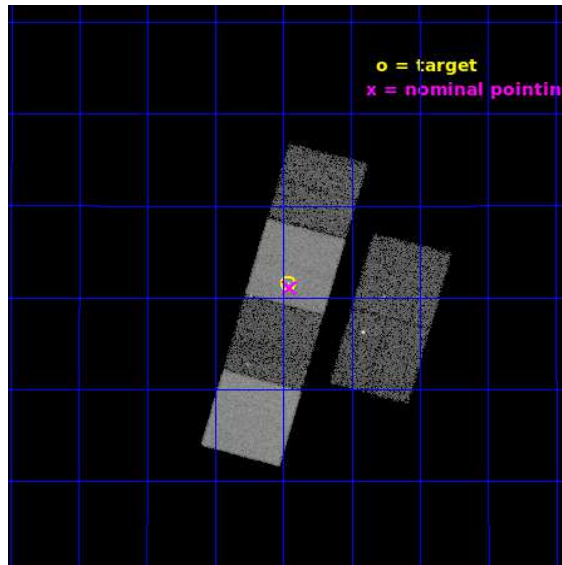 o = target
x = nominal pointin